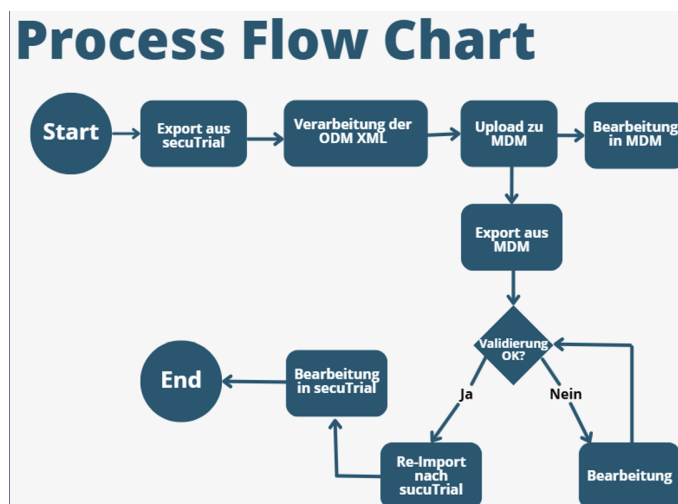 Process Flow Chart
Start
Export aus
secuTrial
Verarbeitung der
ODM XML
Upload zu
MDM
Bearbeitung
in MDM
Export aus
MDM
Validierung
OK?
Ja
Nein
End
Bearbeitung
in secuTrial
Re-Import
nach
sucuTrial
Bearbeitung